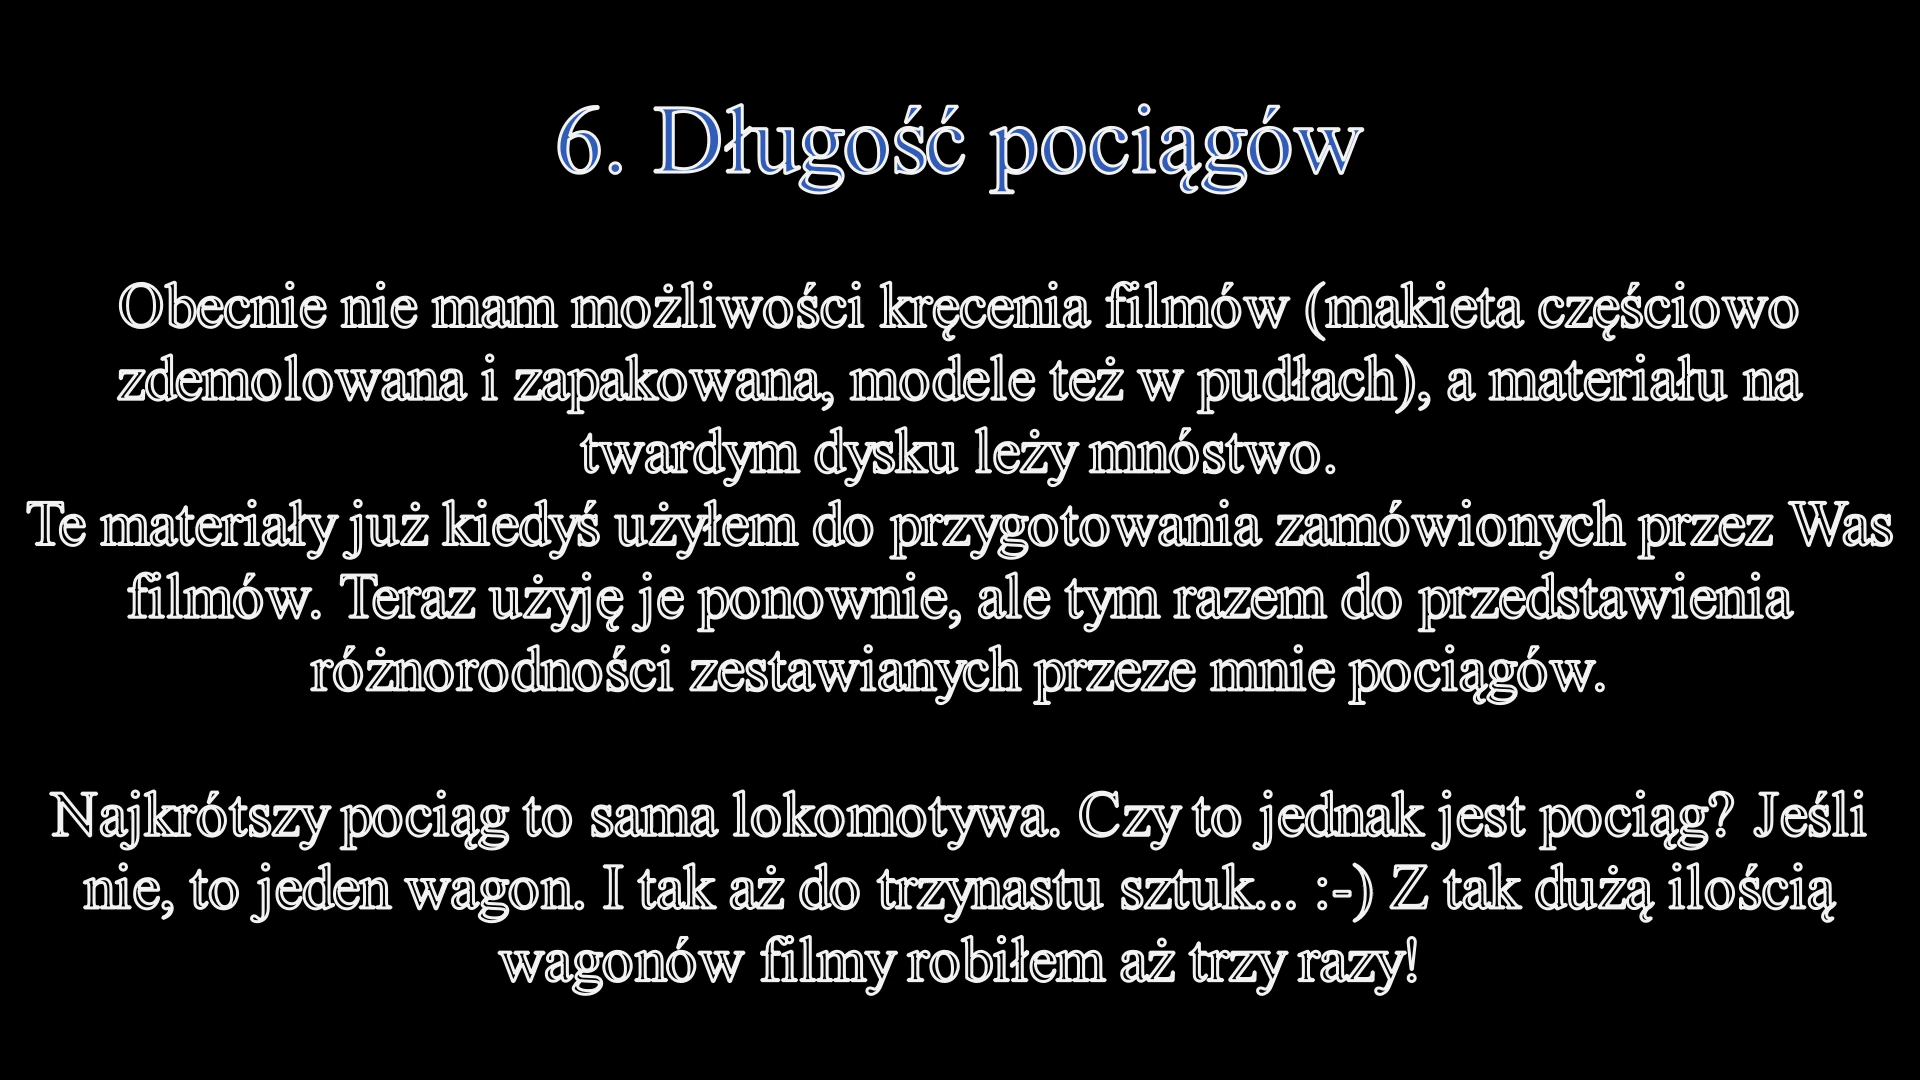 6. Długość pociągów
Obecnie nie mam możliwości kręcenia filmów (makieta częściowo
zdemolowana i zapakowana, modele też w pudłach), a materiału na
twardym dysku leży mnóstwo.
Te materiały już kiedyś użyłem do przygotowania zamówionych przez Was
filmów. Teraz użyję je ponownie, ale tym razem do przedstawienia
różnorodności zestawianych przeze mnie pociągów.
Najkrótszy pociąg to sama lokomotywa. Czy to jednak jest pociąg? Jeśli
nie, to jeden wagon. I tak aż do trzynastu sztuk... :-) Z tak dużą ilością
wagonów filmy robiłem aż trzy razy!